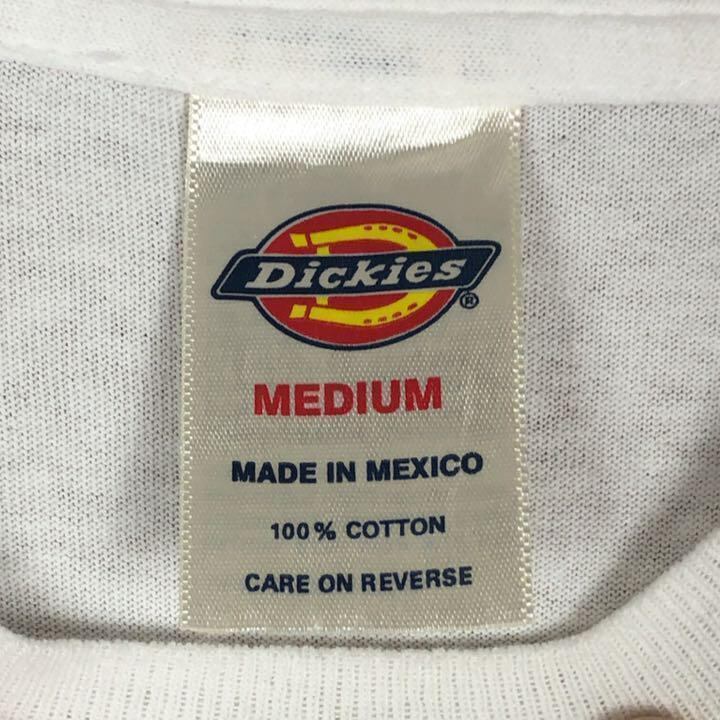 Dickies®
MEDIUM
MADE IN MEXICO
100% COTTON
CARE ON REVERSE